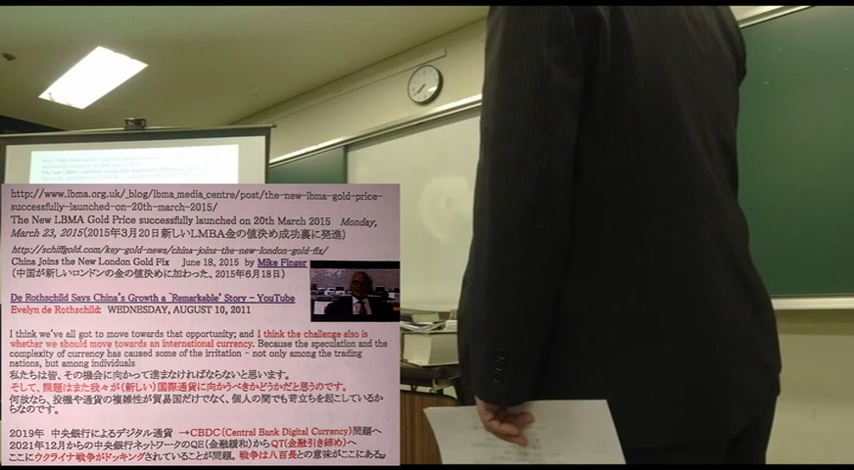 http://www.lbma.org.uk/_blog/lbma_media_centre/post/the-new-lbma-gold-price-
successfully-launched-on-20th-march-2015/
The New LBMA Gold Price successfully launched on 20th March 2015 Monday,
March 23, 2015(2015年3月20日新しいLMBA金の値決め成功裏に発進)
http://schiffgold.com/key-gold-news/china-joins-the-new-london-gold-fix/
China Joins the New London Gold Fix June 18, 2015 by Mike Finger
(中国が新しいロンドンの金の値決めに加わった、2015年6月18日)
De Rothschild Says China's Growth a `Remarkable' Story - YouTube
Evelyn de Rothschild: WEDNESDAY, AUGUST 10, 2011
I think we've all got to move towards that opportunity; and I think the challenge also is
whether we should move towards an international currency. Because the speculation and the
complexity of currency has caused some of the irritation - not only among the trading
nations, but among individuals
私たちは皆、その機会に向かって進まなければならないと思います。
そして、課題はまた我々が(新しい)国際通貨に向かうべきかどうかだと思うのです。
何故なら、投機や通貨の複雑性が貿易国だけでなく、個人の間でも苛立ちを起こしているか
らなのです。
2019年 中央銀行によるデジタル通貨 →CBDC(Central Bank Digital Currency)問題へ
2021年12月からの中央銀行ネットワークのQE(金融緩和)からQT(金融引き締め)へ
ここにウクライナ戦争がドッキングされていることが問題。戦争は八百長との意味がここにある